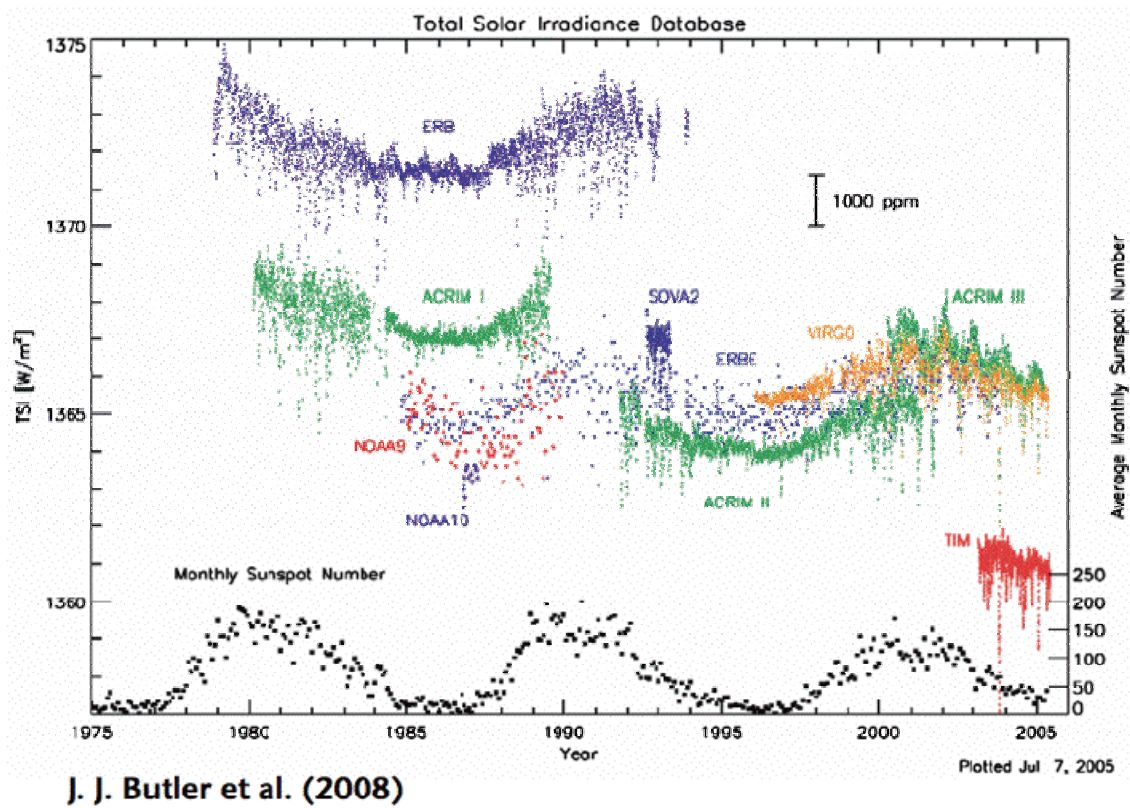 Total Solar Irradiance Database
1375
ERB
1000 ppm
1370
ACRIM I
SOVA2
ACRIM III
VIRGO
ERBE
TSI [W/m²]
Average Monthly Sunspot Number
1365
NOAA9
ACRIM II
NOAA10
TIM
Monthly Sunspot Number
250
1360
200
150
100
50
0
1975 1980 1985 1990 1995 2000 2005
Year
Plotted Jul 7, 2005
J. J. Butler et al. (2008)